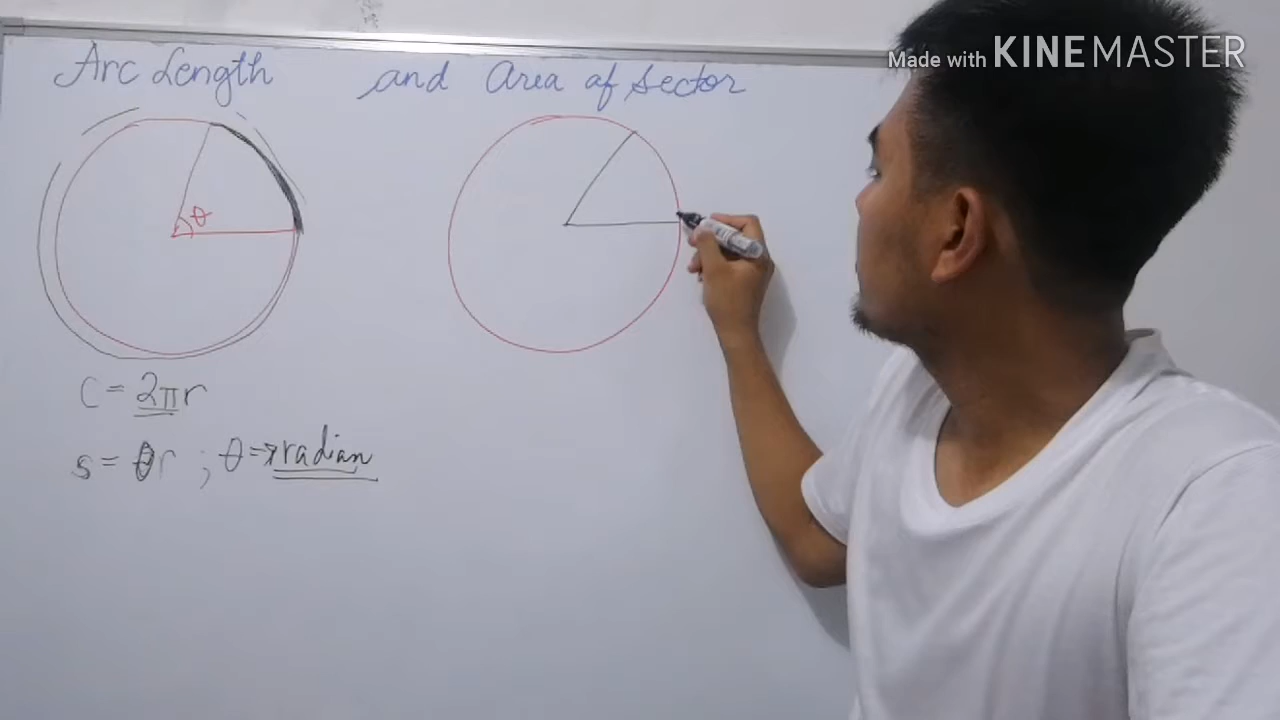 Arc Length and Area of Sector
Made with KINEMASTER
θ
C = 2πr
s = θr ; θ => radian